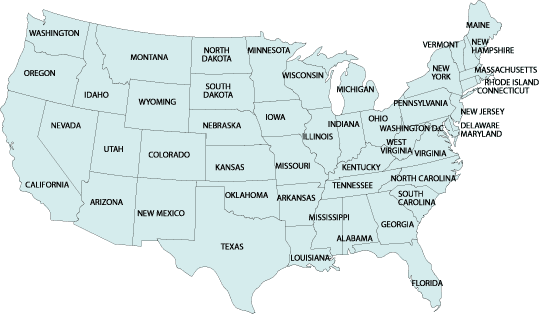 WASHINGTON
MONTANA
NORTH
DAKOTA
MINNESOTA
MAINE
VERMONT
NEW
HAMPSHIRE
OREGON
IDAHO
WYOMING
SOUTH
DAKOTA
WISCONSIN
MICHIGAN
NEW
YORK
MASSACHUSETTS
RHODE ISLAND
CONNECTICUT
NEVADA
UTAH
COLORADO
NEBRASKA
IOWA
ILLINOIS
INDIANA
OHIO
PENNSYLVANIA
NEW JERSEY
WASHINGTON D.C
DELAWARE
MARYLAND
WEST
VIRGINIA
VIRGINIA
CALIFORNIA
ARIZONA
NEW MEXICO
KANSAS
MISSOURI
KENTUCKY
OKLAHOMA
ARKANSAS
TENNESSEE
NORTH CAROLINA
SOUTH
CAROLINA
TEXAS
LOUISIANA
MISSISSIPPI
ALABAMA
GEORGIA
FLORIDA